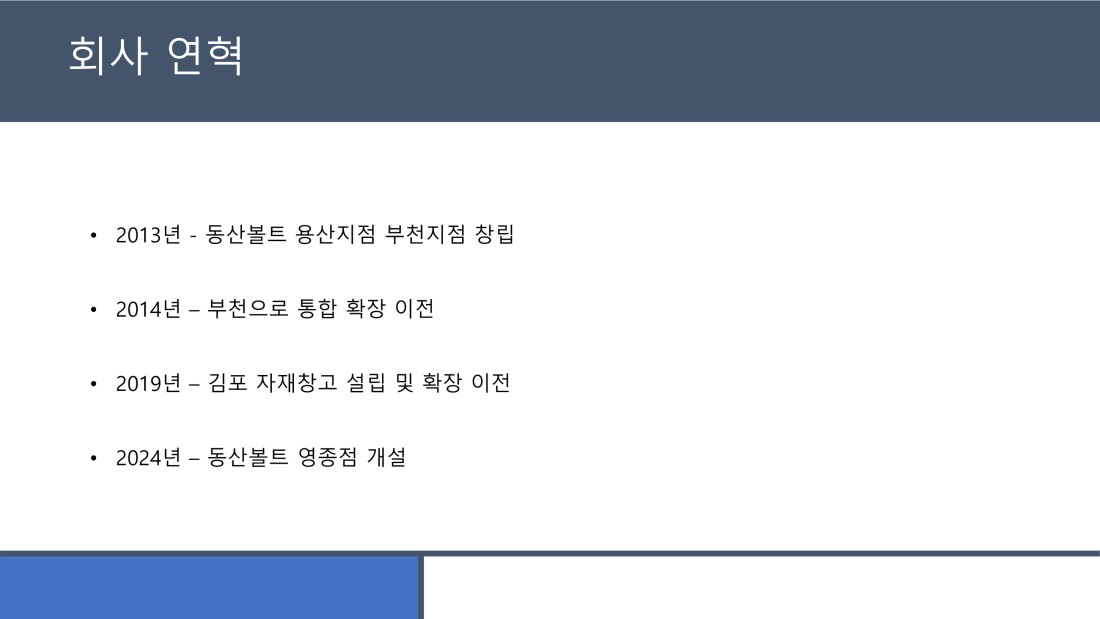 회사 연혁
• 2013년 - 동산볼트 용산지점 부천지점 창립
• 2014년 – 부천으로 통합 확장 이전
• 2019년 – 김포 자재창고 설립 및 확장 이전
• 2024년 – 동산볼트 영종점 개설